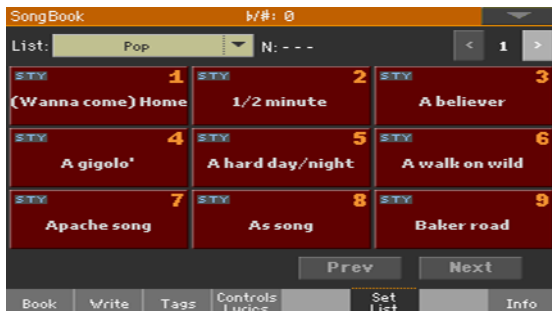 SongBook ♭/#: 0
List: Pop N: - - -
< 1 >
STY 1 STY 2 STY 3
(Wanna come) Home 1/2 minute A believer
STY 4 STY 5 STY 6
A gigolo' A hard day/night A walk on wild
STY 7 STY 8 STY 9
Apache song As song Baker road
Prev Next
Book Write Tags Controls Set Info
Lyrics List